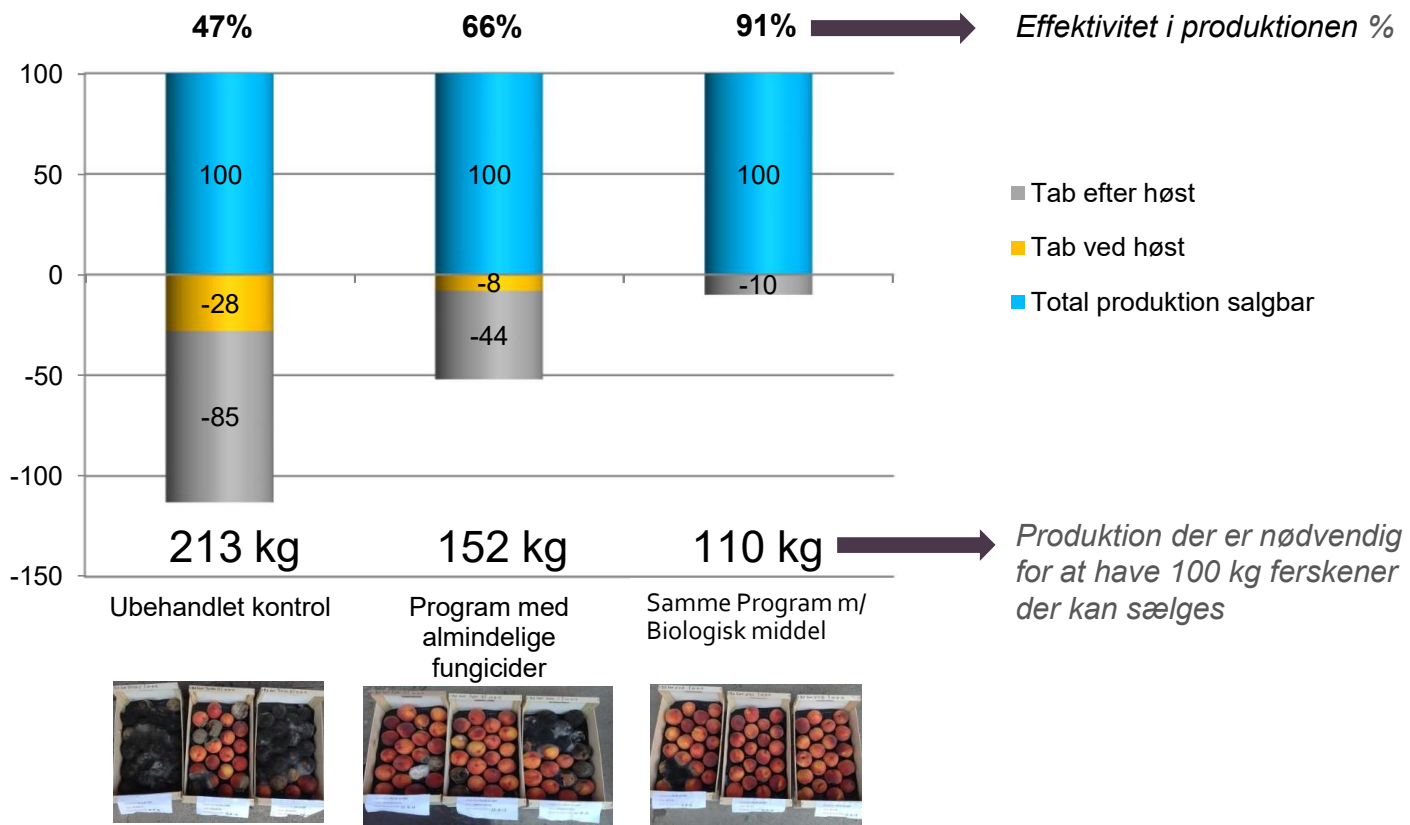 47%
66%
91%
Effektivitet i produktionen %
100
50
0
-50
-100
-150
100
-28
-85
100
-8
-44
100
-10
Tab efter høst
Tab ved høst
Total produktion salgbar
213 kg
152 kg
110 kg
Produktion der er nødvendig
for at have 100 kg ferskener
der kan sælges
Ubehandlet kontrol
Program med
almindelige
fungicider
Samme Program m/
Biologisk middel